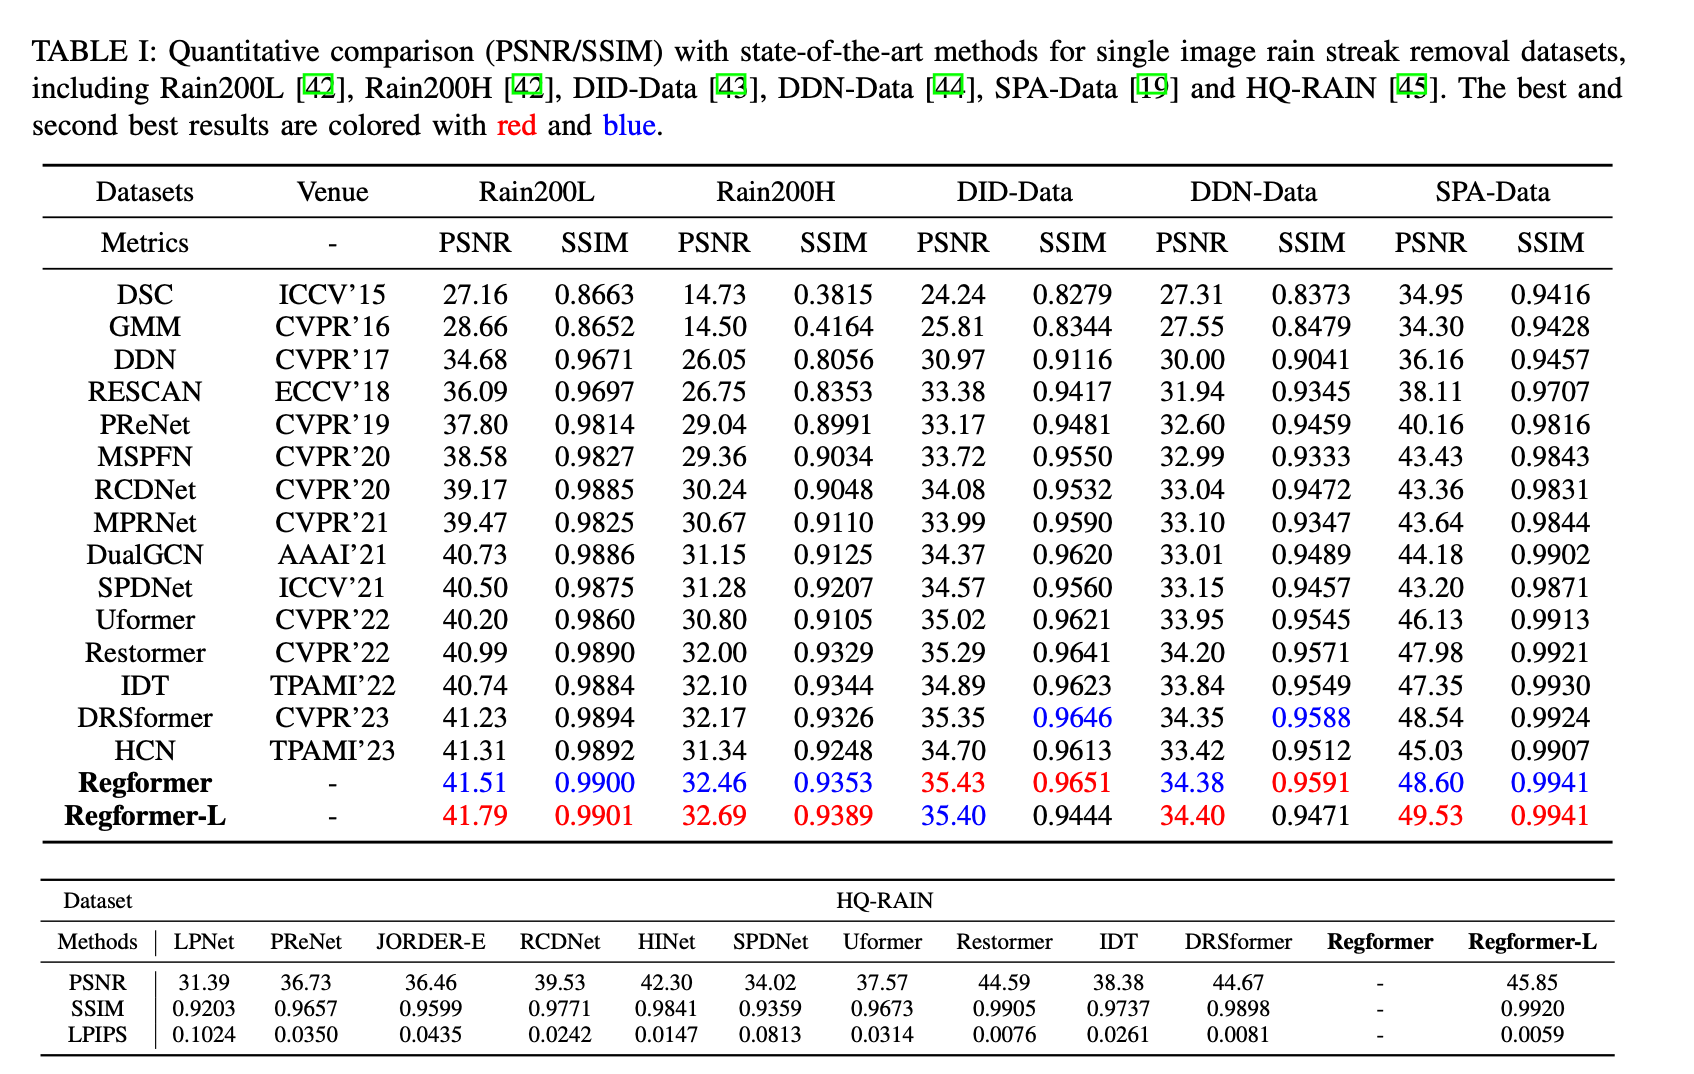 TABLE I: Quantitative comparison (PSNR/SSIM) with state-of-the-art methods for single image rain streak removal datasets,
including Rain200L [42], Rain200H [42], DID-Data [43], DDN-Data [44], SPA-Data [19] and HQ-RAIN [45]. The best and
second best results are colored with red and blue.
Datasets Venue Rain200L Rain200H DID-Data DDN-Data SPA-Data
Metrics - PSNR SSIM PSNR SSIM PSNR SSIM PSNR SSIM PSNR SSIM
DSC ICCV'15 27.16 0.8663 14.73 0.3815 24.24 0.8279 27.31 0.8373 34.95 0.9416
GMM CVPR'16 28.66 0.8652 14.50 0.4164 25.81 0.8344 27.55 0.8479 34.30 0.9428
DDN CVPR'17 34.68 0.9671 26.05 0.8056 30.97 0.9116 30.00 0.9041 36.16 0.9457
RESCAN ECCV'18 36.09 0.9697 26.75 0.8353 33.38 0.9417 31.94 0.9345 38.11 0.9707
PReNet CVPR'19 37.80 0.9814 29.04 0.8991 33.17 0.9481 32.60 0.9459 40.16 0.9816
MSPFN CVPR'20 38.58 0.9827 29.36 0.9034 33.72 0.9550 32.99 0.9333 43.43 0.9843
RCDNet CVPR'20 39.17 0.9885 30.24 0.9048 34.08 0.9532 33.04 0.9472 43.36 0.9831
MPRNet CVPR'21 39.47 0.9825 30.67 0.9110 33.99 0.9590 33.10 0.9347 43.64 0.9844
DualGCN AAAI'21 40.73 0.9886 31.15 0.9125 34.37 0.9620 33.01 0.9489 44.18 0.9902
SPDNet ICCV'21 40.50 0.9875 31.28 0.9207 34.57 0.9560 33.15 0.9457 43.20 0.9871
Uformer CVPR'22 40.20 0.9860 30.80 0.9105 35.02 0.9621 33.95 0.9545 46.13 0.9913
Restormer CVPR'22 40.99 0.9890 32.00 0.9329 35.29 0.9641 34.20 0.9571 47.98 0.9921
IDT TPAMI'22 40.74 0.9884 32.10 0.9344 34.89 0.9623 33.84 0.9549 47.35 0.9930
DRSformer CVPR'23 41.23 0.9894 32.17 0.9326 35.35 0.9646 34.35 0.9588 48.54 0.9924
HCN TPAMI'23 41.31 0.9892 31.34 0.9248 34.70 0.9613 33.42 0.9512 45.03 0.9907
Regformer - 41.51 0.9900 32.46 0.9353 35.43 0.9651 34.38 0.9591 48.60 0.9941
Regformer-L - 41.79 0.9901 32.69 0.9389 35.40 0.9444 34.40 0.9471 49.53 0.9941
Dataset HQ-RAIN
Methods LPNet PReNet JORDER-E RCDNet HINet SPDNet Uformer Restormer IDT DRSformer Regformer Regformer-L
PSNR 31.39 36.73 36.46 39.53 42.30 34.02 37.57 44.59 38.38 44.67 - 45.85
SSIM 0.9203 0.9657 0.9599 0.9771 0.9841 0.9359 0.9673 0.9905 0.9737 0.9898 - 0.9920
LPIPS 0.1024 0.0350 0.0435 0.0242 0.0147 0.0813 0.0314 0.0076 0.0261 0.0081 - 0.0059